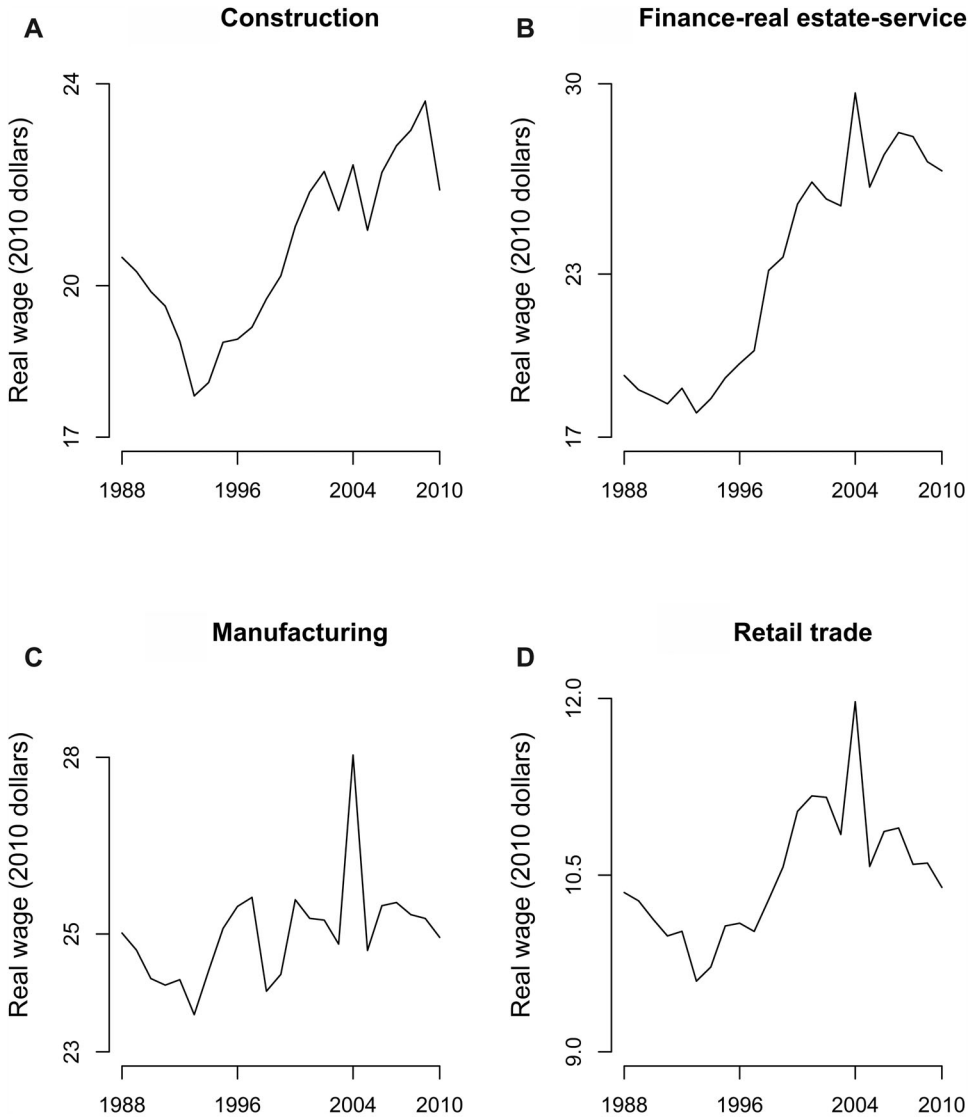 A
Construction
Real wage (2010 dollars)
24
20
17
1988
1996
2004
2010
B
Finance-real estate-service
Real wage (2010 dollars)
30
23
17
1988
1996
2004
2010
C
Manufacturing
Real wage (2010 dollars)
28
25
23
1988
1996
2004
2010
D
Retail trade
Real wage (2010 dollars)
12.0
10.5
9.0
1988
1996
2004
2010